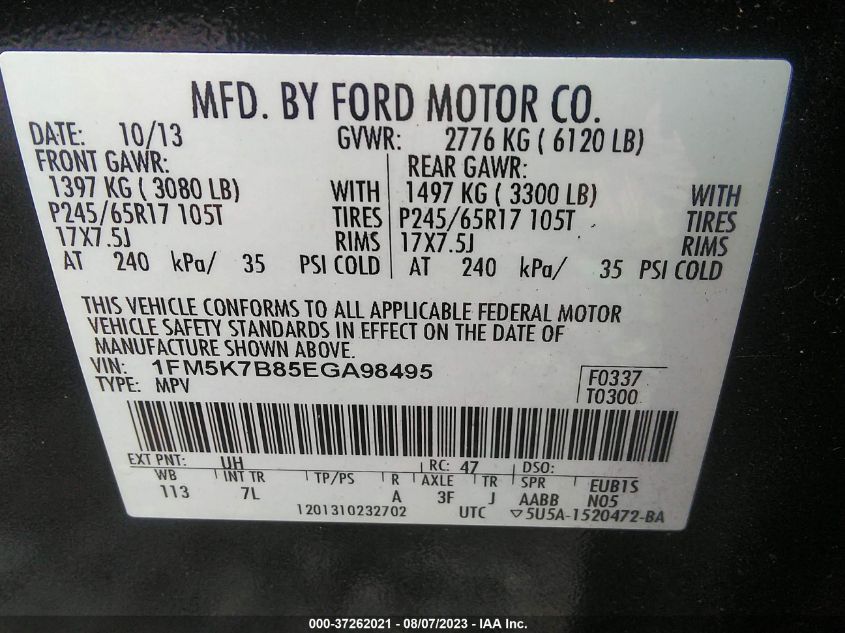 MFD. BY FORD MOTOR CO.
DATE: 10/13 GVWR: 2776 KG ( 6120 LB)
FRONT GAWR: REAR GAWR:
1397 KG ( 3080 LB) WITH 1497 KG ( 3300 LB) WITH
P245/65R17 105T TIRES P245/65R17 105T TIRES
17X7.5J RIMS 17X7.5J RIMS
AT 240 kPa/ 35 PSI COLD AT 240 kPa/ 35 PSI COLD
THIS VEHICLE CONFORMS TO ALL APPLICABLE FEDERAL MOTOR
VEHICLE SAFETY STANDARDS IN EFFECT ON THE DATE OF
MANUFACTURE SHOWN ABOVE.
VIN: 1FM5K7B85EGA98495
TYPE: MPV
F0337
T0300
EXT PNT: UH RC: 47 DSO:
WB INT TR TP/PS R AXLE TR SPR EUB1S
113 7L A 3F J AABB N05
1201310232702 UTC ▽5U5A-1520472-BA
000-37262021 - 08/07/2023 - IAA Inc.